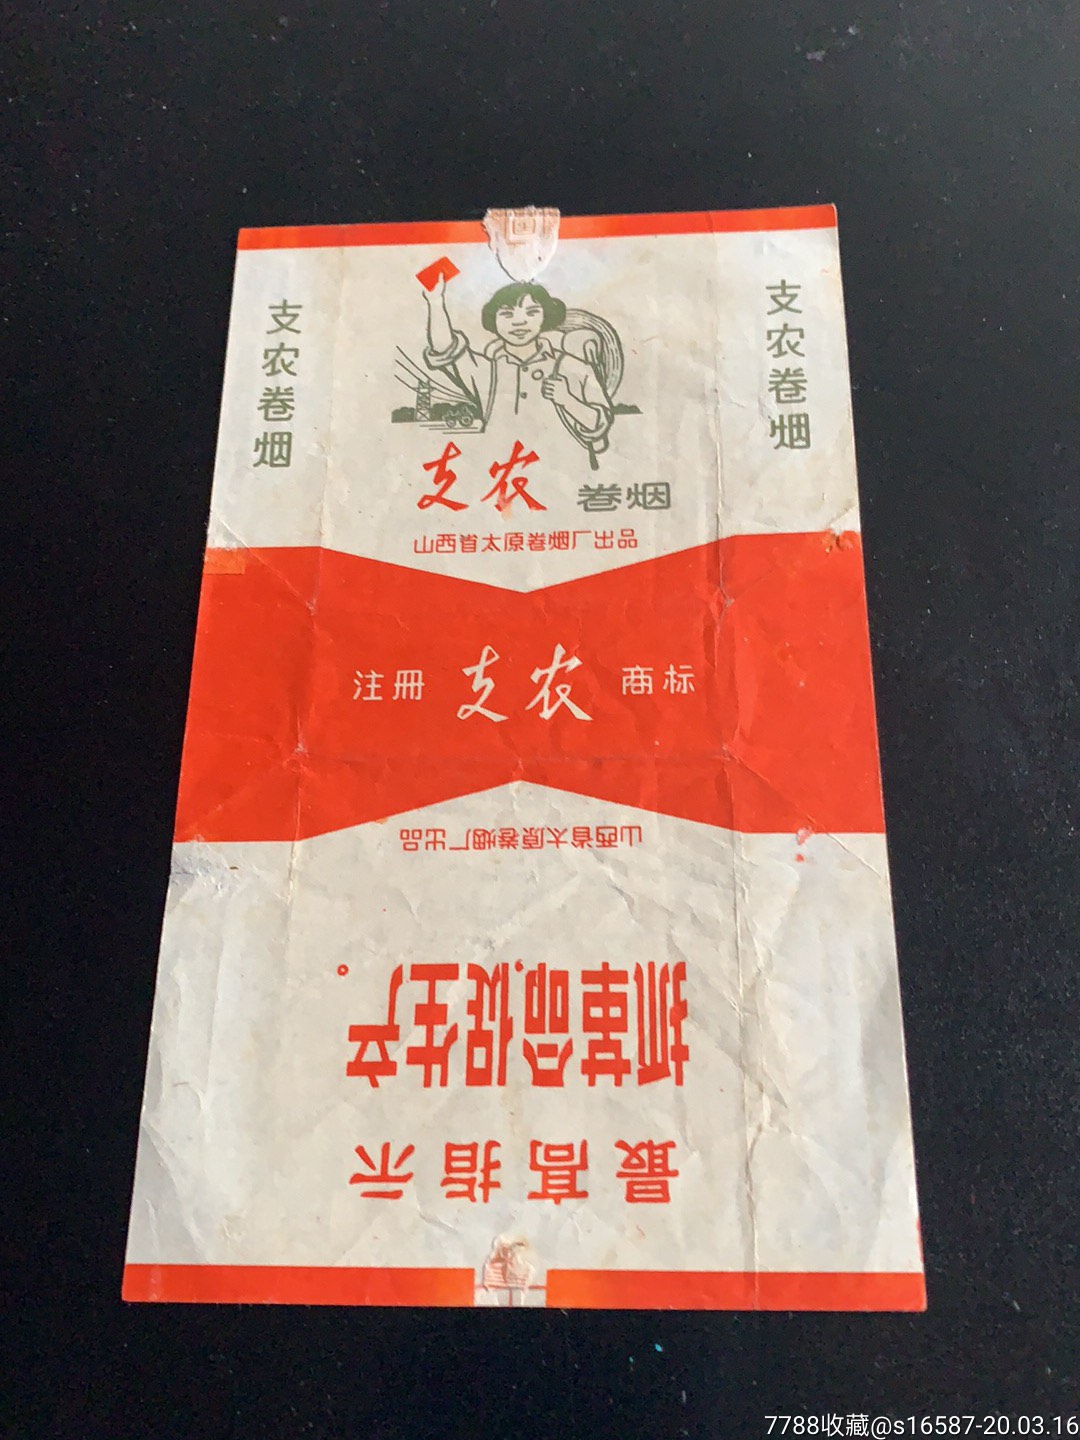 支农卷烟
支农卷烟
支农 卷烟
山西省太原卷烟厂出品
注册 支农 商标
山西省太原卷烟厂出品
最高指示
抓革命,促生产。
7788收藏@s16587-20.03.16